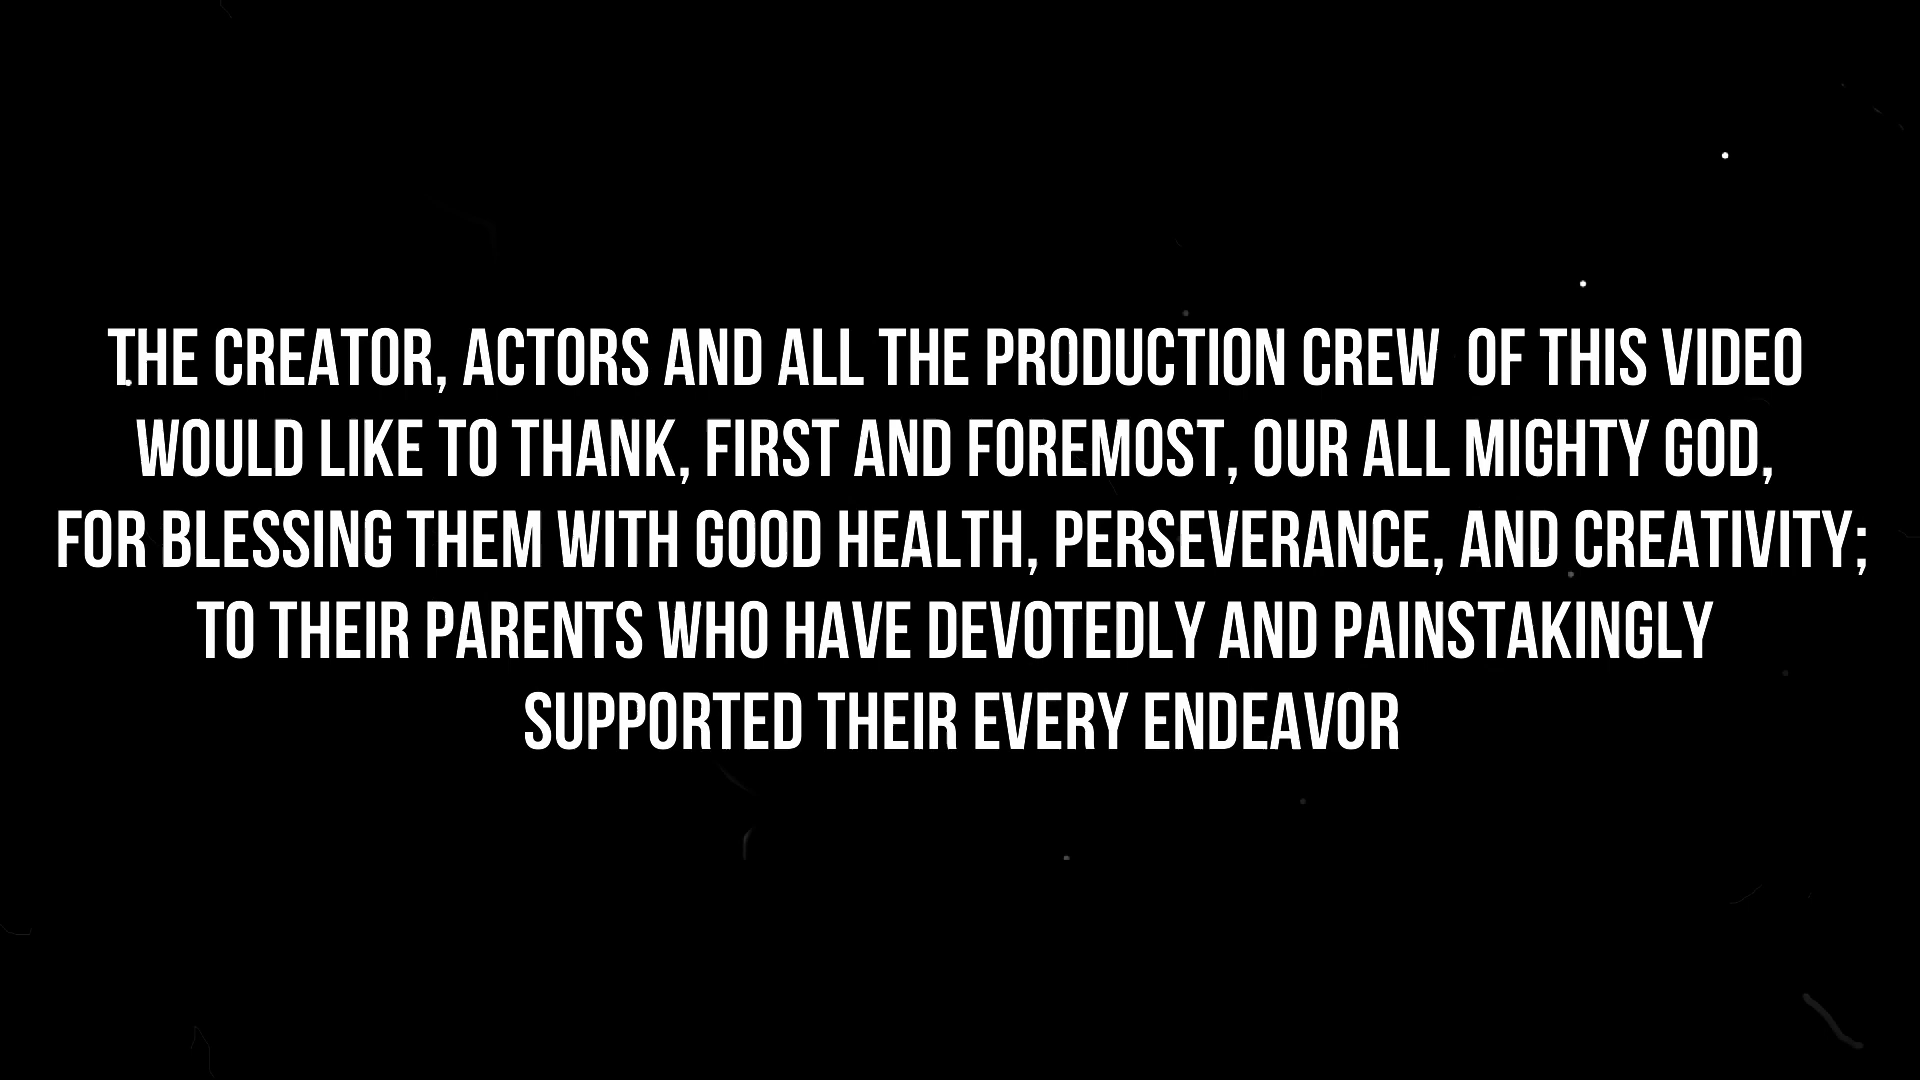 THE CREATOR, ACTORS AND ALL THE PRODUCTION CREW OF THIS VIDEO
WOULD LIKE TO THANK, FIRST AND FOREMOST, OUR ALL MIGHTY GOD,
FOR BLESSING THEM WITH GOOD HEALTH, PERSEVERANCE, AND CREATIVITY;
TO THEIR PARENTS WHO HAVE DEVOTEDLY AND PAINSTAKINGLY
SUPPORTED THEIR EVERY ENDEAVOR